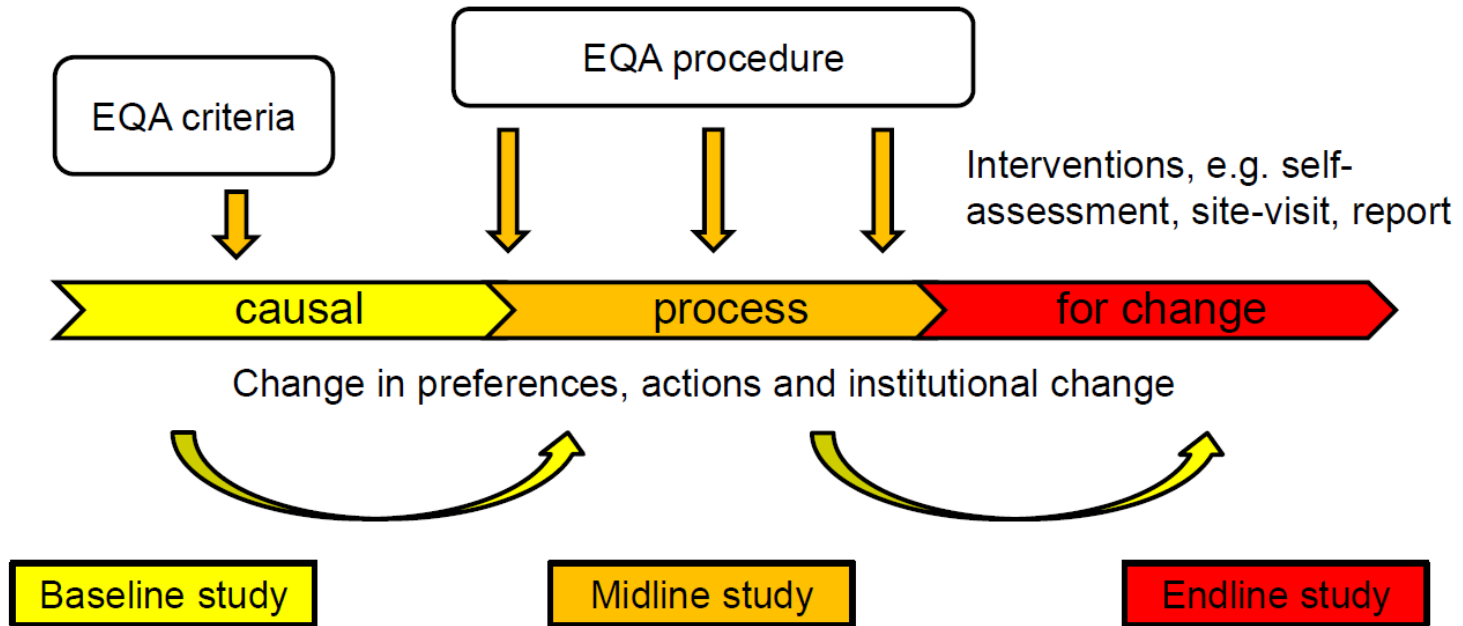 EQA procedure
EQA criteria
Interventions, e.g. self-
assessment, site-visit, report
causal process for change
Change in preferences, actions and institutional change
Baseline study Midline study Endline study